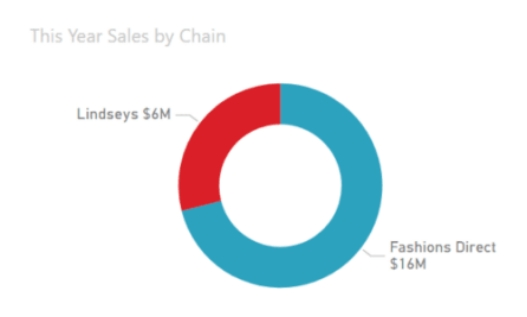 This Year Sales by Chain
Lindseys $6M
Fashions Direct
$16M